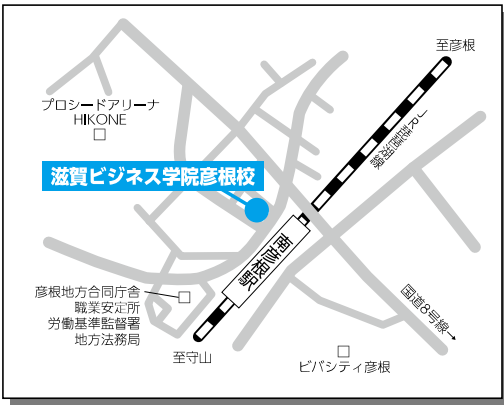 至彦根
プロシードアリーナ
HIKONE
JR琵琶湖線
滋賀ビジネス学院彦根校
南彦根駅
彦根地方合同庁舎
職業安定所
労働基準監督署
地方法務局
国道8号線
至守山
ビバシティ彦根